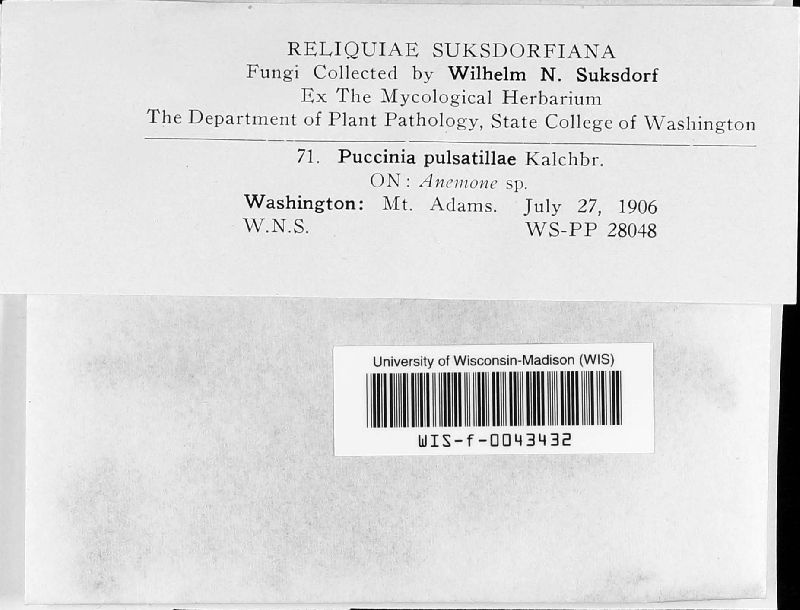 RELIQUIAE SUKSDORFIANA
Fungi Collected by Wilhelm N. Suksdorf
Ex The Mycological Herbarium
The Department of Plant Pathology, State College of Washington
71. Puccinia pulsatillae Kalchbr.
ON: Anemone sp.
Washington: Mt. Adams. July 27, 1906
W.N.S. WS-PP 28048
University of Wisconsin-Madison (WIS)
WIS-f-0043432